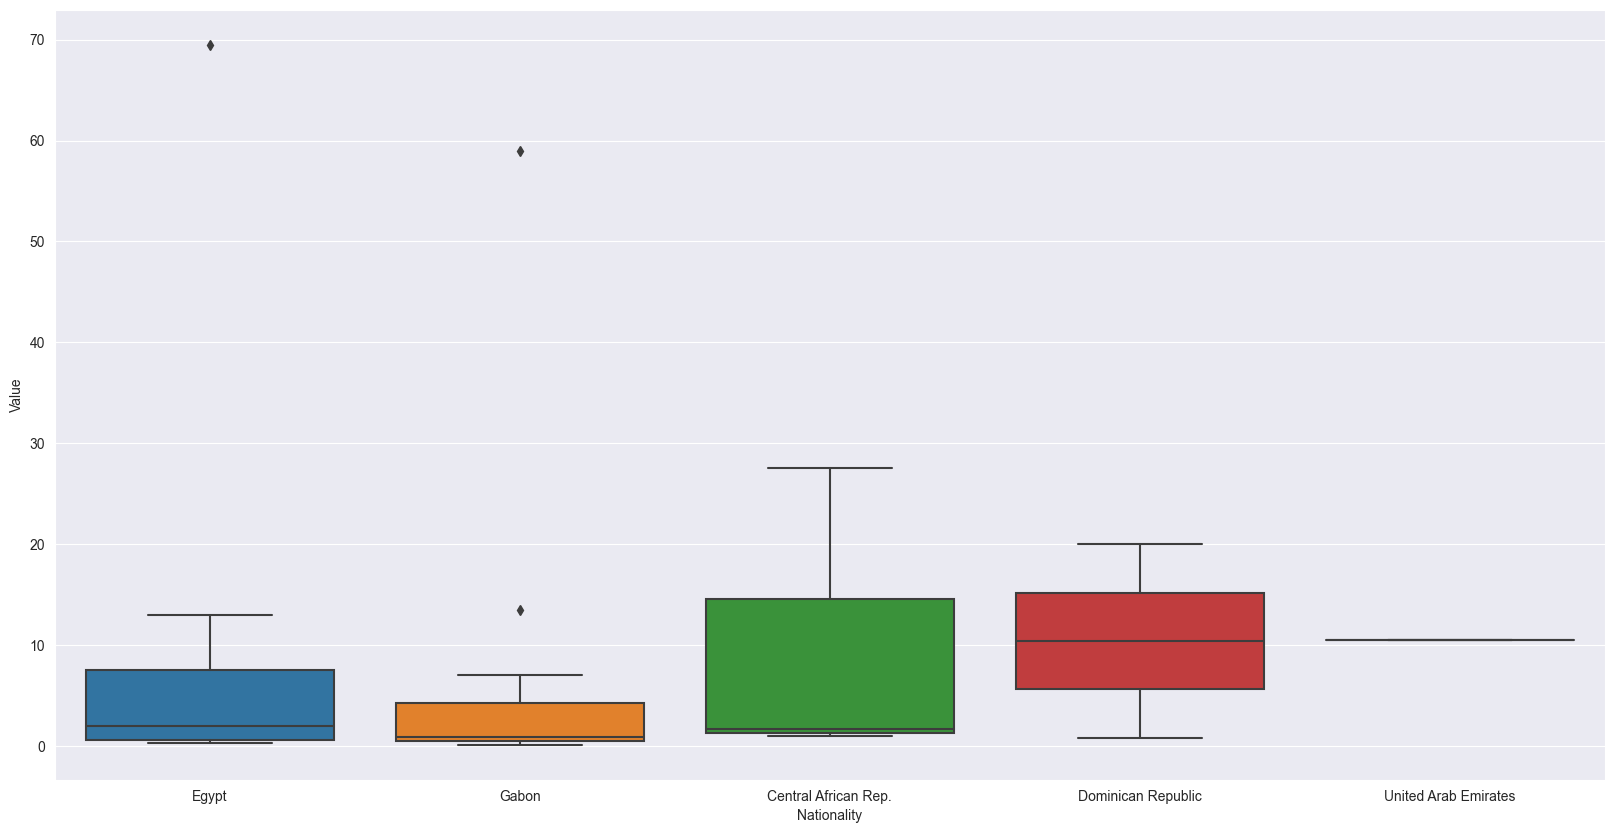 70
60
50
40
30
20
10
0
Value
Egypt
Gabon
Central African Rep.
Dominican Republic
United Arab Emirates
Nationality